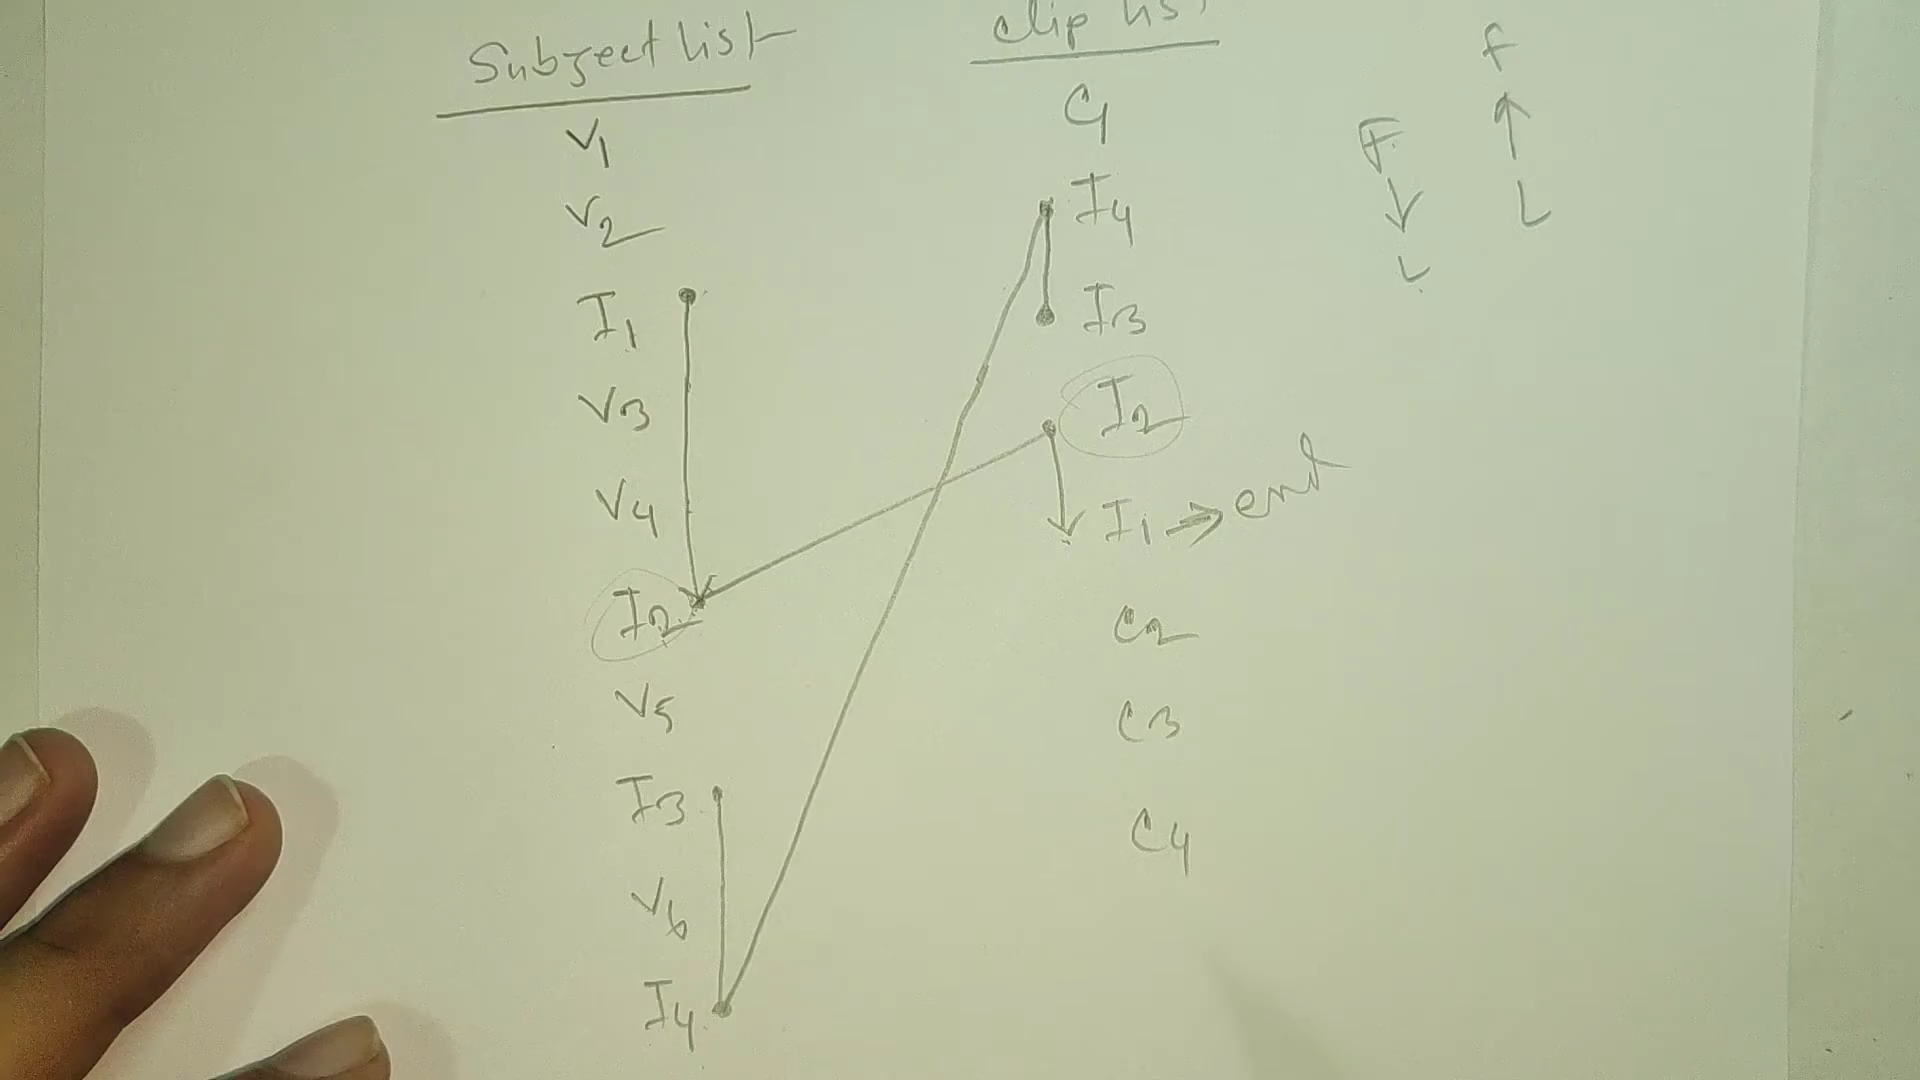 Subject list
V1
V2
I1
V3
V4
I2
V5
I3
V6
I4
Clip list
C1
I4
I3
I2
I1 → end
C2
C3
C4
F
↓
L
F
↑
L